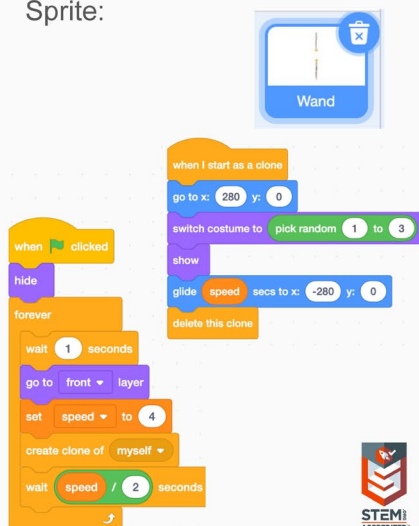 Sprite:
Wand
when I start as a clone
go to x: 280 y: 0
switch costume to pick random 1 to 3
show
glide speed secs to x: -280 y: 0
delete this clone
when clicked
hide
forever
wait 1 seconds
go to front layer
set speed to 4
create clone of myself
wait speed / 2 seconds
STEM